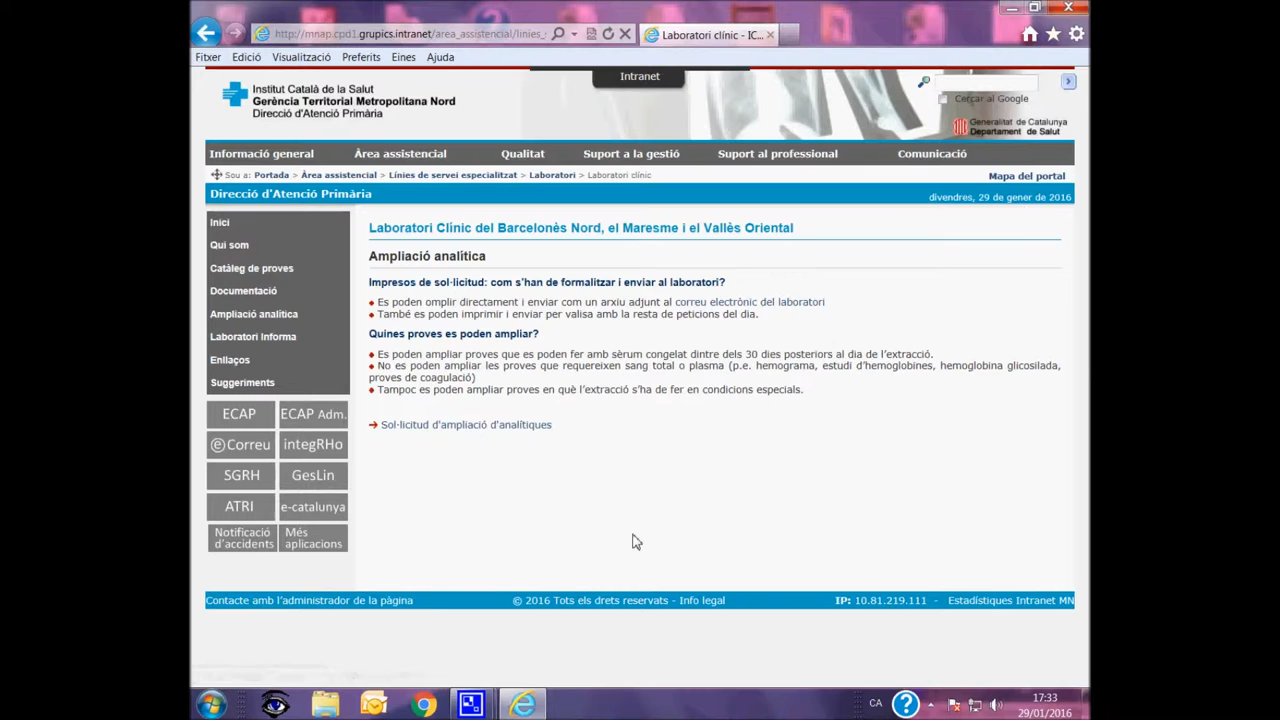 http://mnap.cpd1.grupics.intranet/area_assistencial/linies_
Laboratori clínic - IC...
Fitxer Edició Visualització Preferits Eines Ajuda
Intranet
Institut Català de la Salut
Gerència Territorial Metropolitana Nord
Direcció d'Atenció Primària
Cercar al Google
Generalitat de Catalunya
Departament de Salut
Informació general Àrea assistencial Qualitat Suport a la gestió Suport al professional Comunicació
Sou a: Portada > Àrea assistencial > Línies de servei especialitzat > Laboratori > Laboratori clínic
Mapa del portal
Direcció d'Atenció Primària
divendres, 29 de gener de 2016
Inici
Qui som
Catàleg de proves
Documentació
Ampliació analítica
Laboratori Informa
Enllaços
Suggeriments
ECAP ECAP Adm.
@Correu integRHo
SGRH GesLin
ATRI e-catalunya
Notificació d'accidents
Més aplicacions
Laboratori Clínic del Barcelonès Nord, el Maresme i el Vallès Oriental
Ampliació analítica
Impresos de sol·licitud: com s'han de formalitzar i enviar al laboratori?
Es poden omplir directament i enviar com un arxiu adjunt al correu electrònic del laboratori
També es poden imprimir i enviar per valisa amb la resta de peticions del dia.
Quines proves es poden ampliar?
Es poden ampliar proves que es poden fer amb sèrum congelat dintre dels 30 dies posteriors al dia de l'extracció.
No es poden ampliar les proves que requereixen sang total o plasma (p.e. hemograma, estudi d'hemoglobines, hemoglobina glicosilada,
proves de coagulació)
Tampoc es poden ampliar proves en què l'extracció s'ha de fer en condicions especials.
Sol·licitud d'ampliació d'analítiques
Contacte amb l'administrador de la pàgina
© 2016 Tots els drets reservats - Info legal
IP: 10.81.219.111 - Estadístiques Intranet MN
CA
17:33
29/01/2016